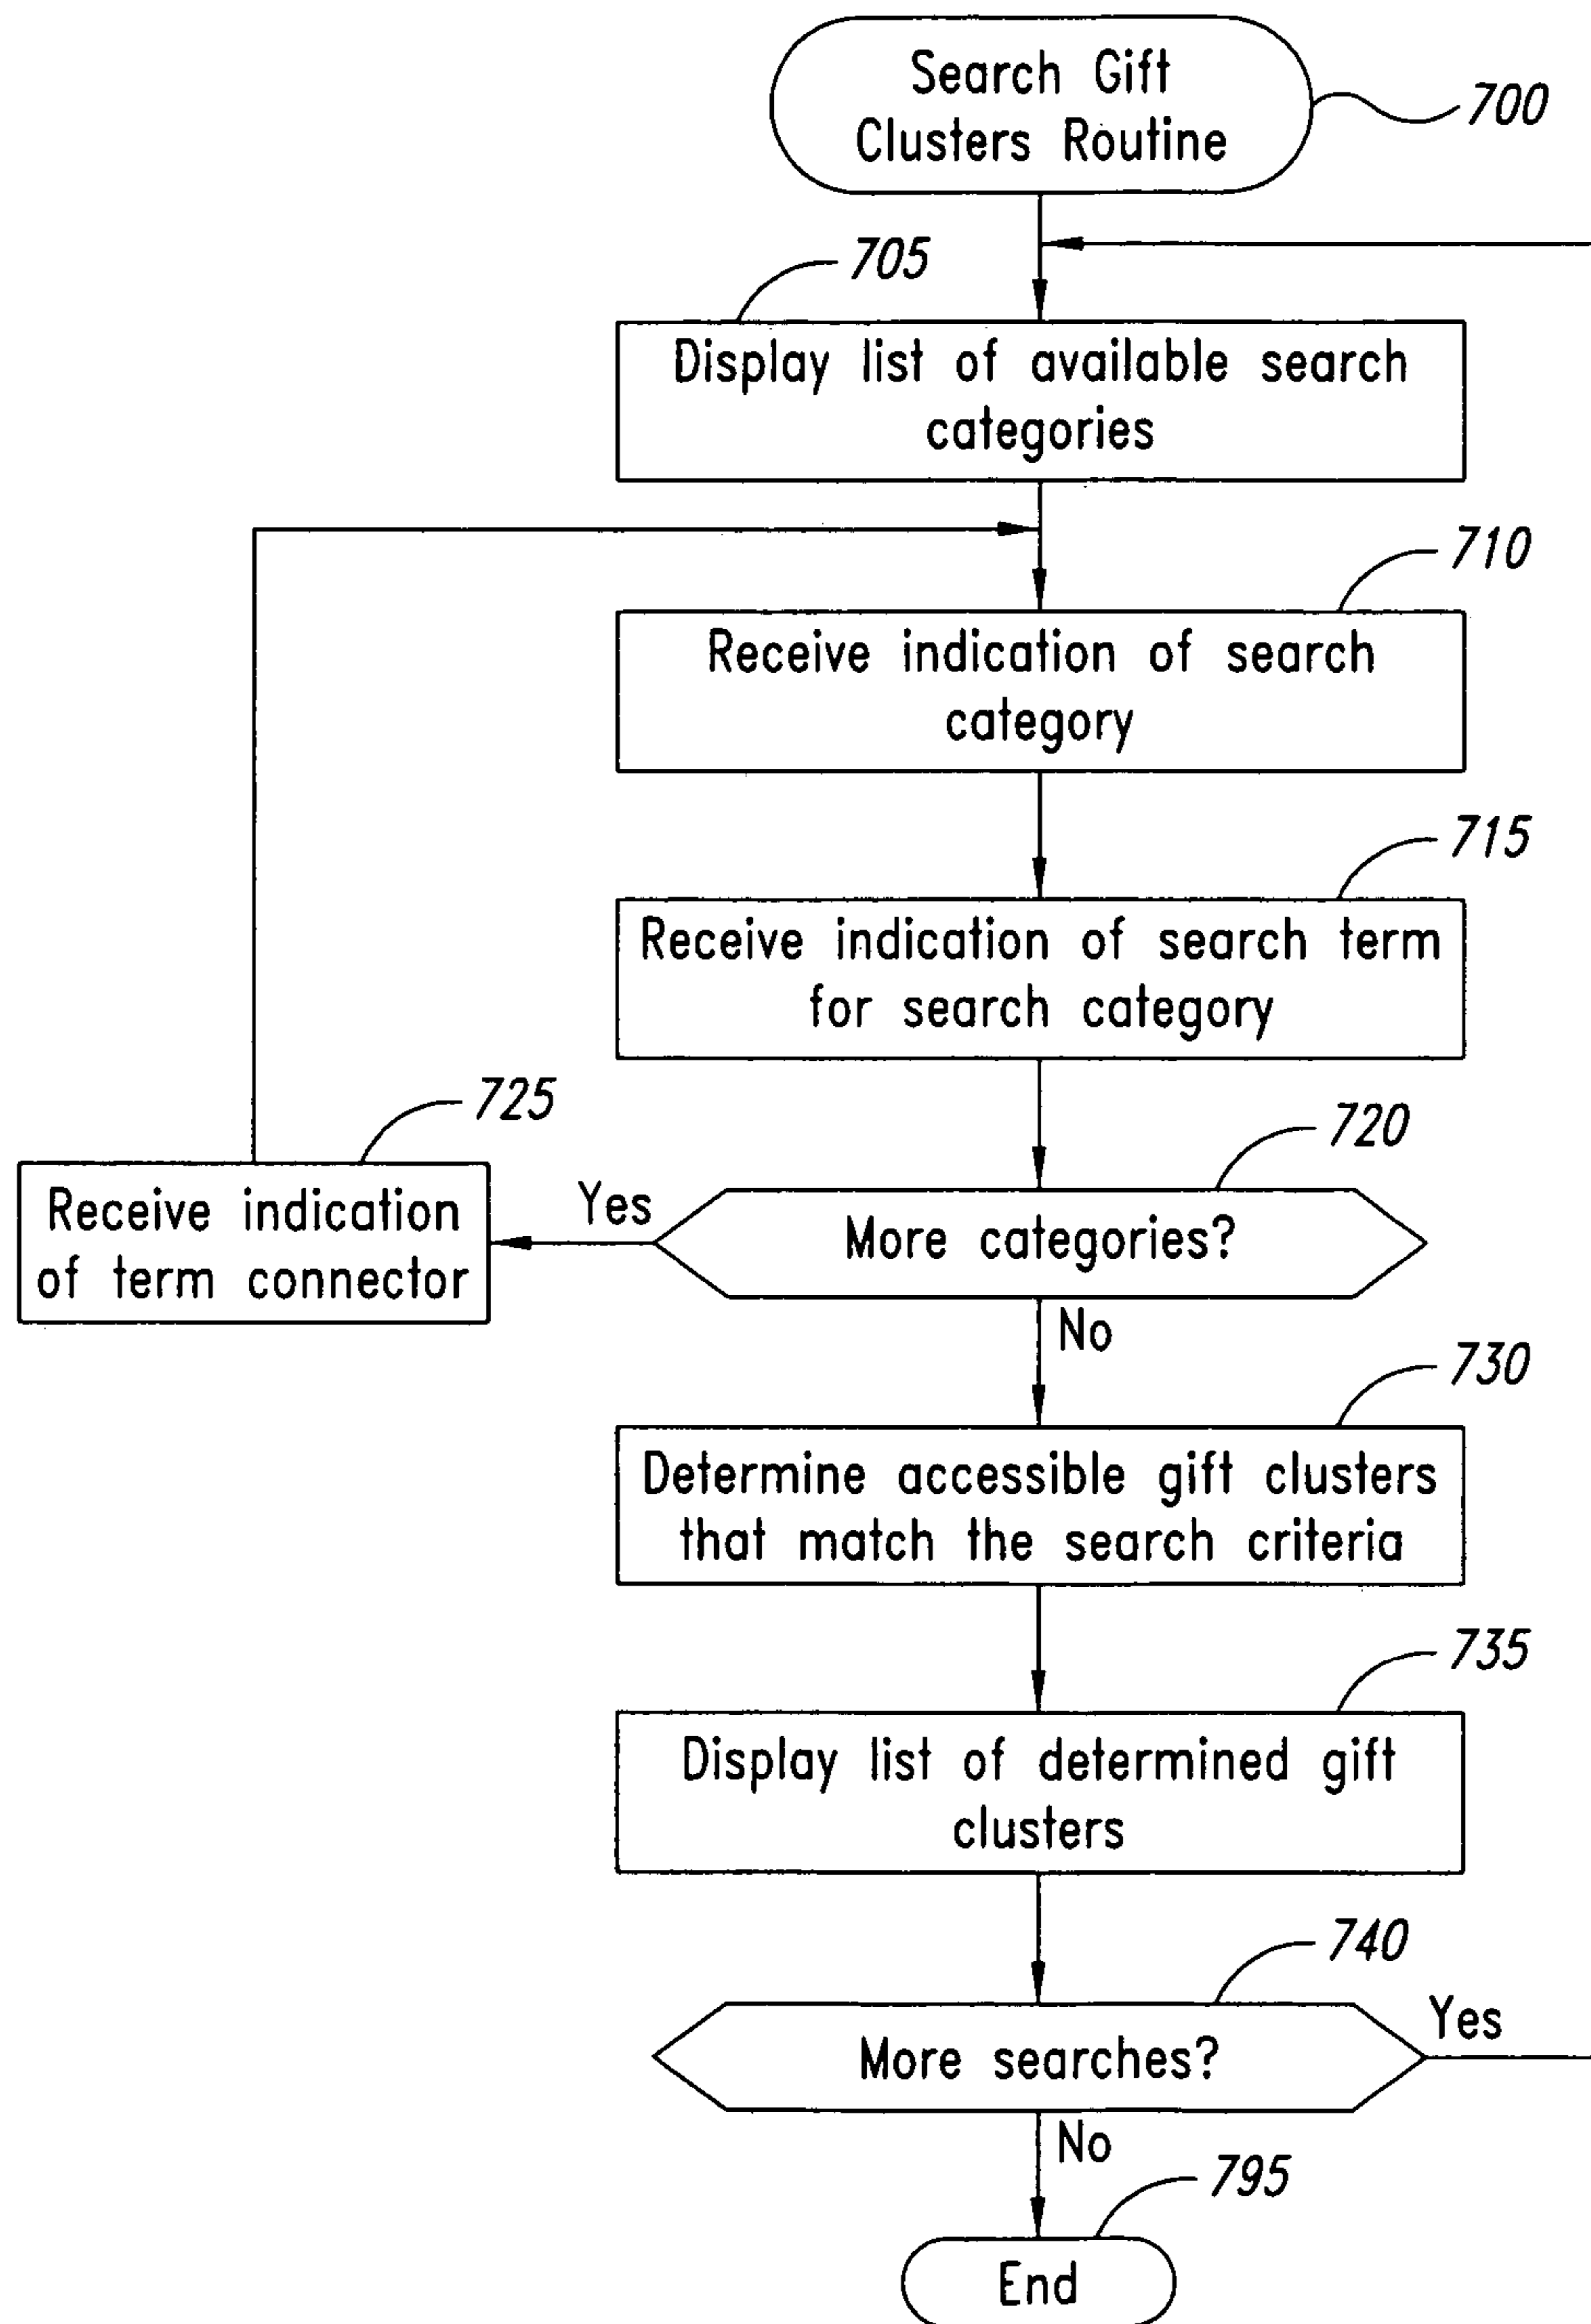 Search Gift
Clusters Routine
700
705
Display list of available search
categories
710
Receive indication of search
category
715
Receive indication of search term
for search category
720
More categories?
Yes
725
Receive indication
of term connector
No
730
Determine accessible gift clusters
that match the search criteria
735
Display list of determined gift
clusters
740
More searches?
Yes
No
795
End